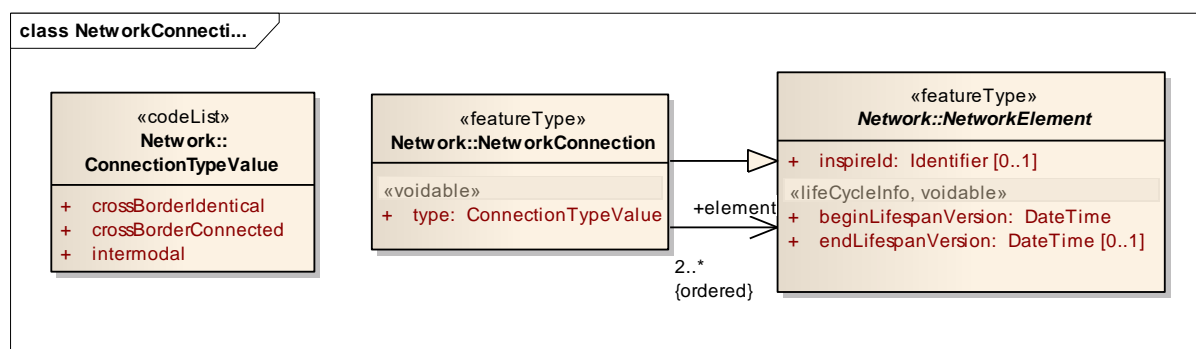 class NetworkConnecti...
«codeList»
Network::
ConnectionTypeValue
+ crossBorderIdentical
+ crossBorderConnected
+ intermodal
«featureType»
Network::NetworkConnection
«voidable»
+ type: ConnectionTypeValue
+element
2..*
{ordered}
«featureType»
Network::NetworkElement
+ inspireId: Identifier [0..1]
«lifeCycleInfo, voidable»
+ beginLifespanVersion: DateTime
+ endLifespanVersion: DateTime [0..1]